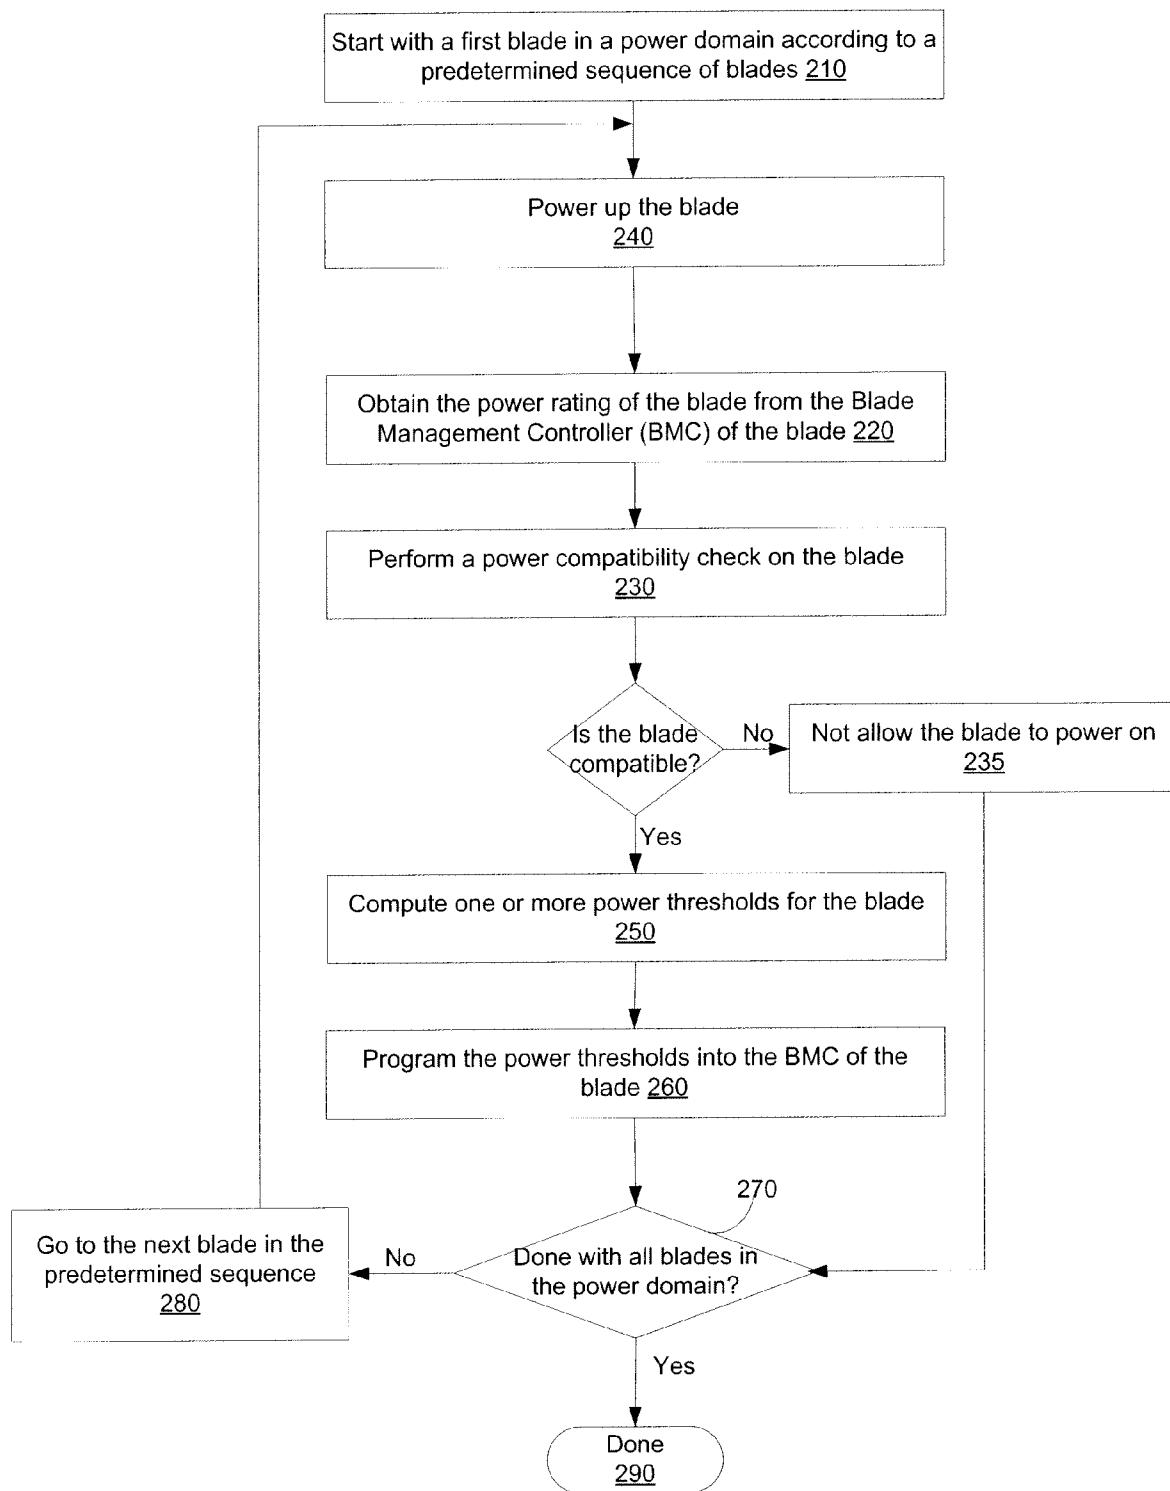 Start with a first blade in a power domain according to a
predetermined sequence of blades 210
Power up the blade
240
Obtain the power rating of the blade from the Blade
Management Controller (BMC) of the blade 220
Perform a power compatibility check on the blade
230
Is the blade
compatible?
No
Not allow the blade to power on
235
Yes
Compute one or more power thresholds for the blade
250
Program the power thresholds into the BMC of the
blade 260
270
Done with all blades in
the power domain?
No
Go to the next blade in the
predetermined sequence
280
Yes
Done
290